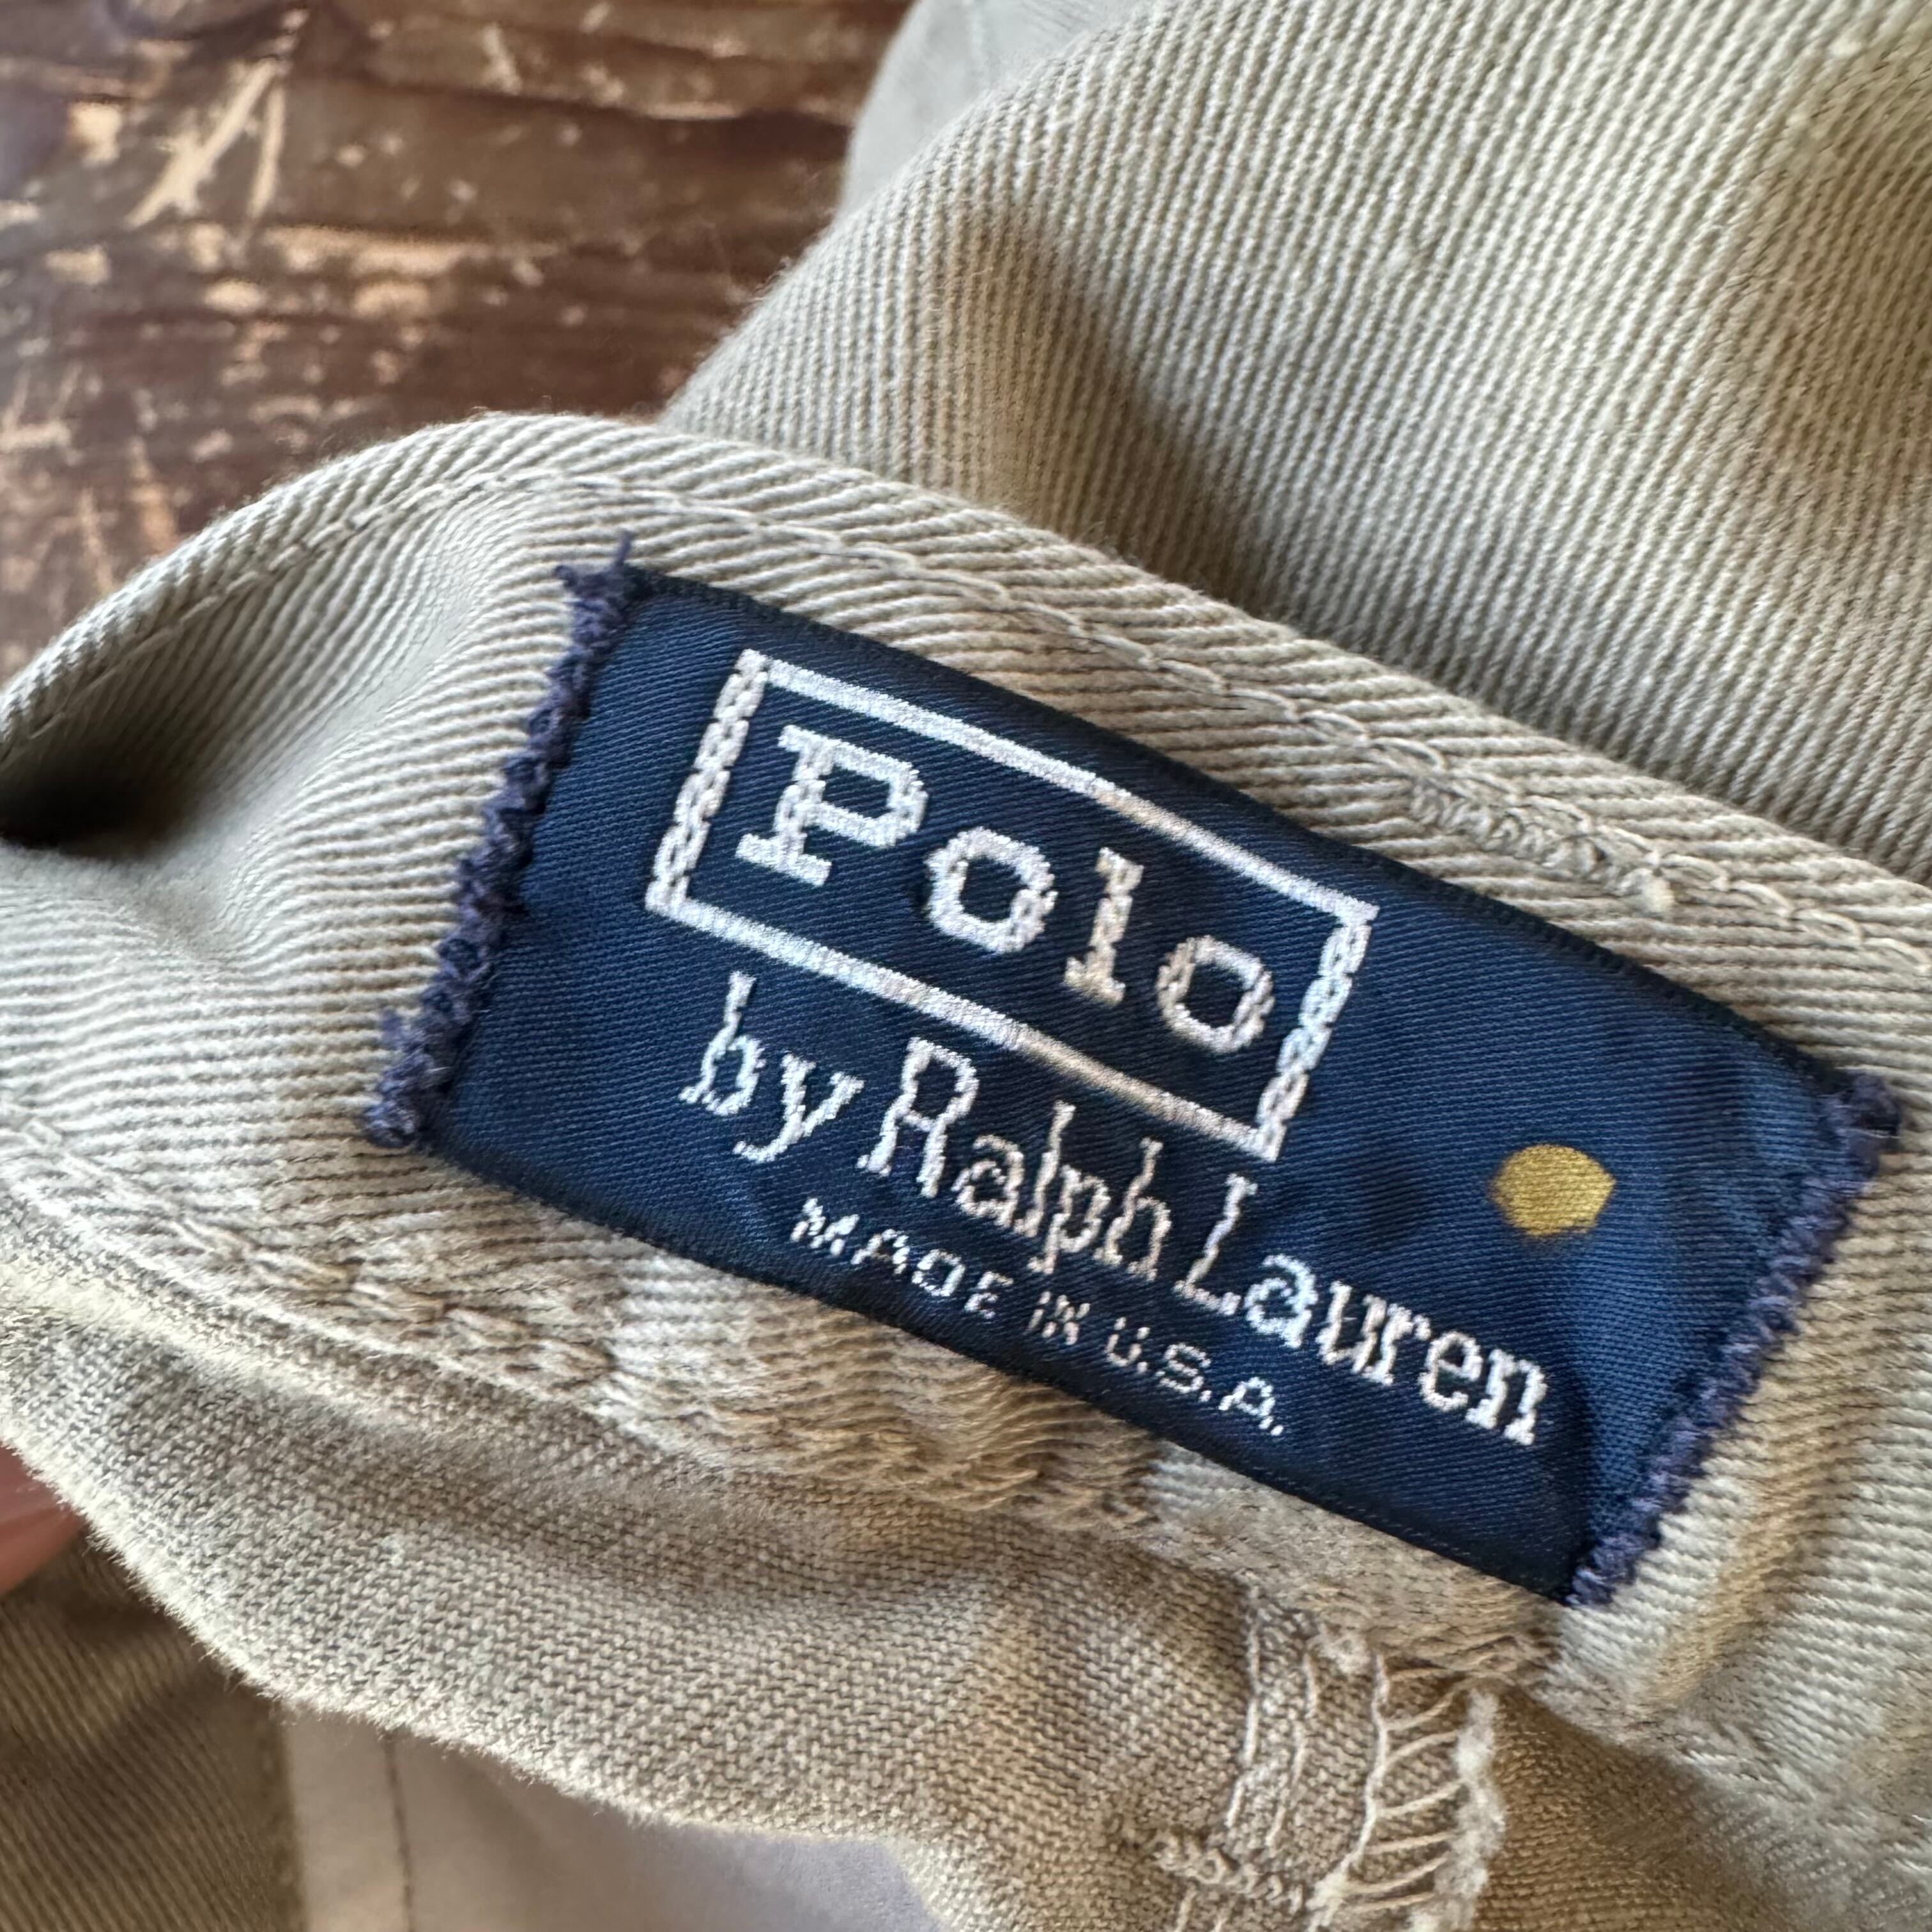 Polo
by Ralph Lauren
MADE IN U.S.A.